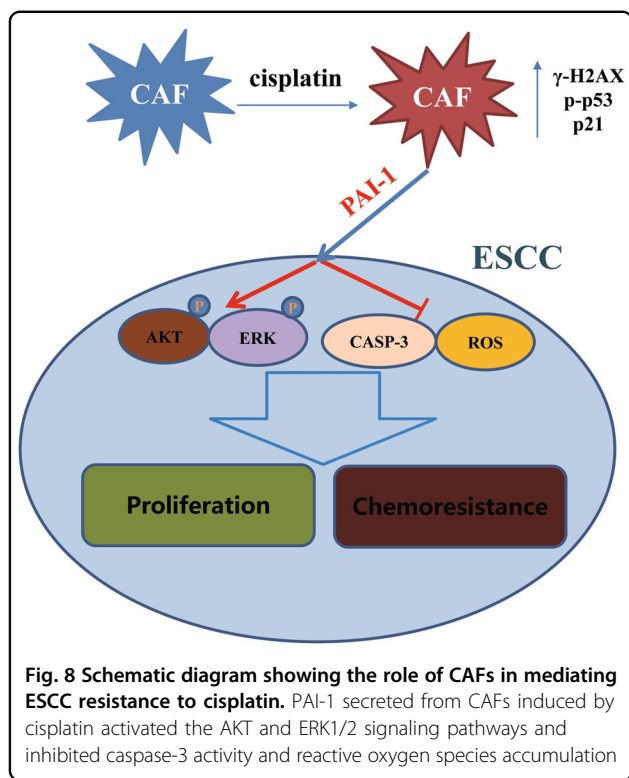 CAF
cisplatin
CAF
γ-H2AX
p-p53
p21
PAI-1
ESCC
P
P
AKT
ERK
CASP-3
ROS
Proliferation
Chemoresistance
Fig. 8 Schematic diagram showing the role of CAFs in mediating
ESCC resistance to cisplatin. PAI-1 secreted from CAFs induced by
cisplatin activated the AKT and ERK1/2 signaling pathways and
inhibited caspase-3 activity and reactive oxygen species accumulation